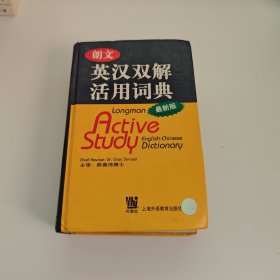 朗文
英汉双解
活用词典
最新版
Longman
Active
Study
English-Chinese
Dictionary
Chief Reviser: Dr. Chan Sin-wai
主审：陈善伟博士
外教社
上海外语教育出版社